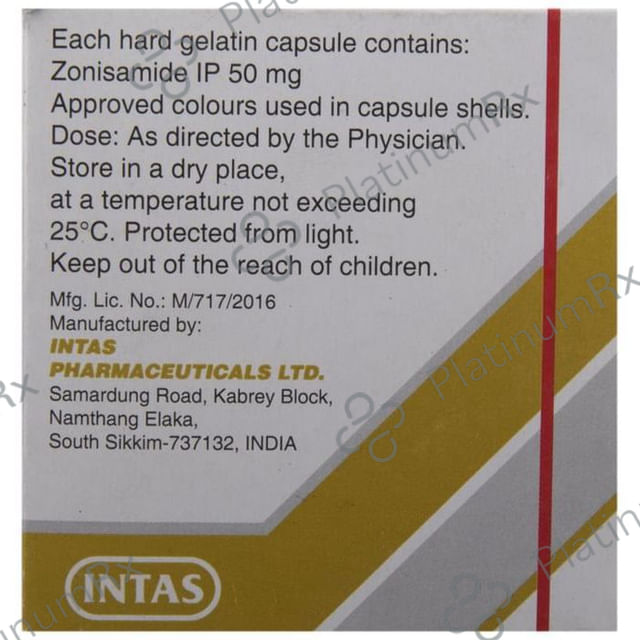 Each hard gelatin capsule contains:
Zonisamide IP 50 mg
Approved colours used in capsule shells.
Dose: As directed by the Physician.
Store in a dry place,
at a temperature not exceeding
25°C. Protected from light.
Keep out of the reach of children.
Mfg. Lic. No.: M/717/2016
Manufactured by:
INTAS
PHARMACEUTICALS LTD.
Samardung Road, Kabrey Block,
Namthang Elaka,
South Sikkim-737132, INDIA
INTAS
PlatinumRx
PlatinumRx
PlatinumRx